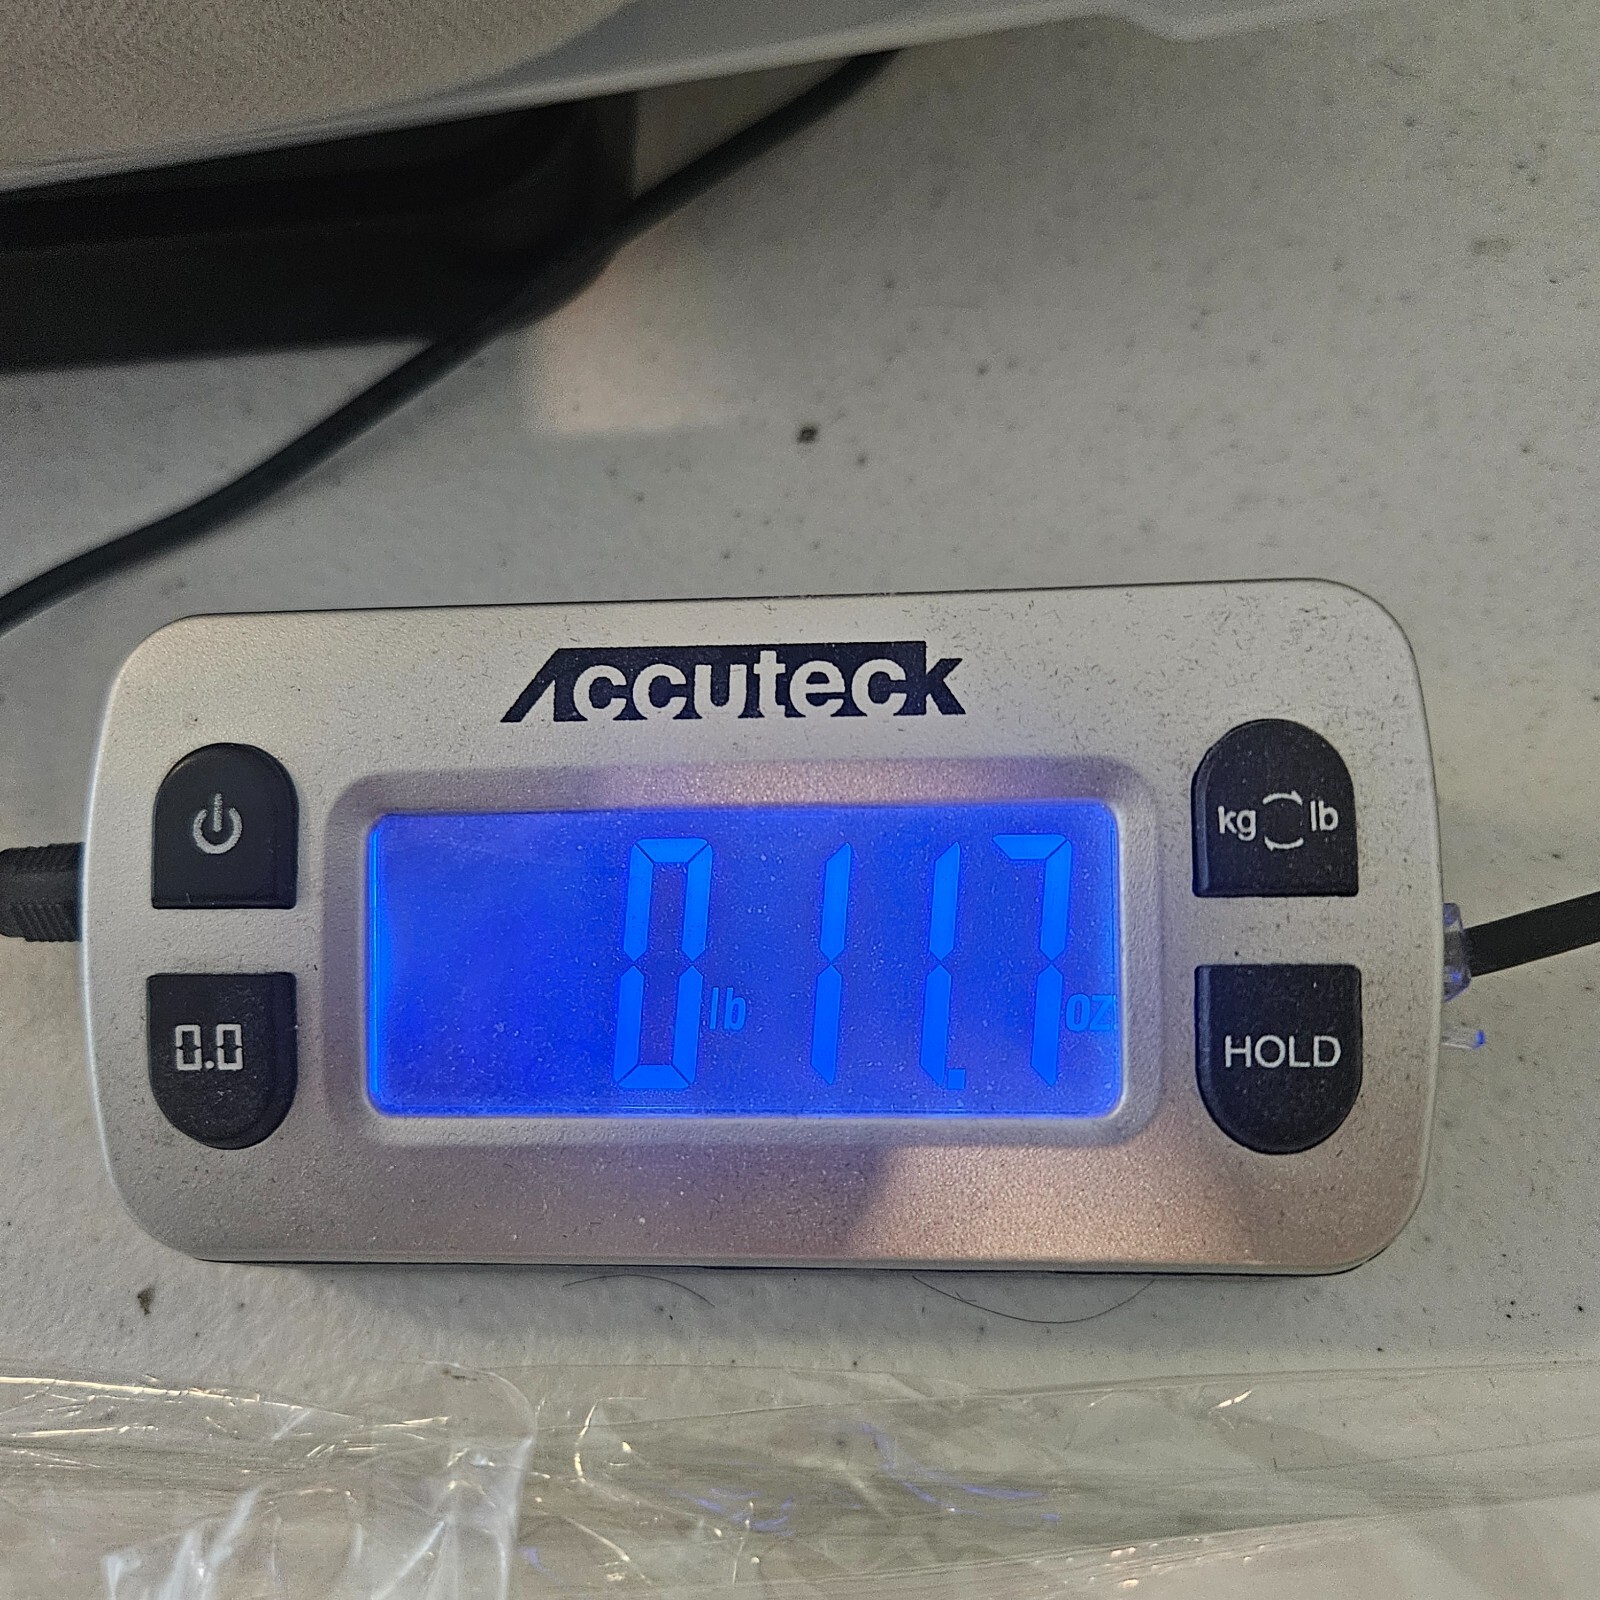 Accuteck
kg lb
0 lb 11.7 oz
0.0
HOLD